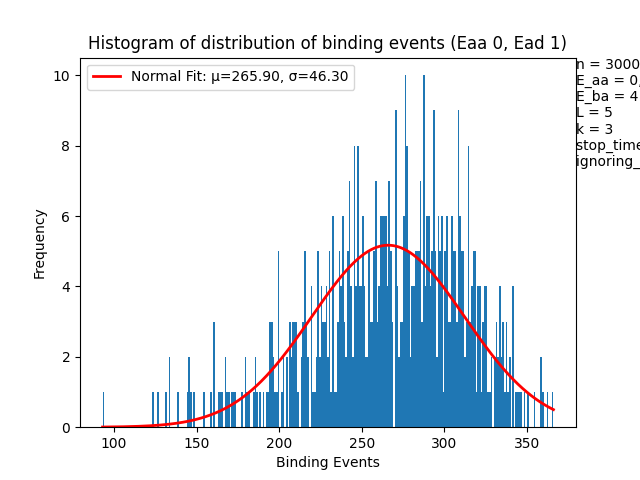 Histogram of distribution of binding events (Eaa 0, Ead 1)
Normal Fit: μ=265.90, σ=46.30
n = 3000
E_aa = 0,
E_ba = 4
L = 5
k = 3
stop_time
ignoring_
Frequency
10
8
6
4
2
0
100 150 200 250 300 350
Binding Events